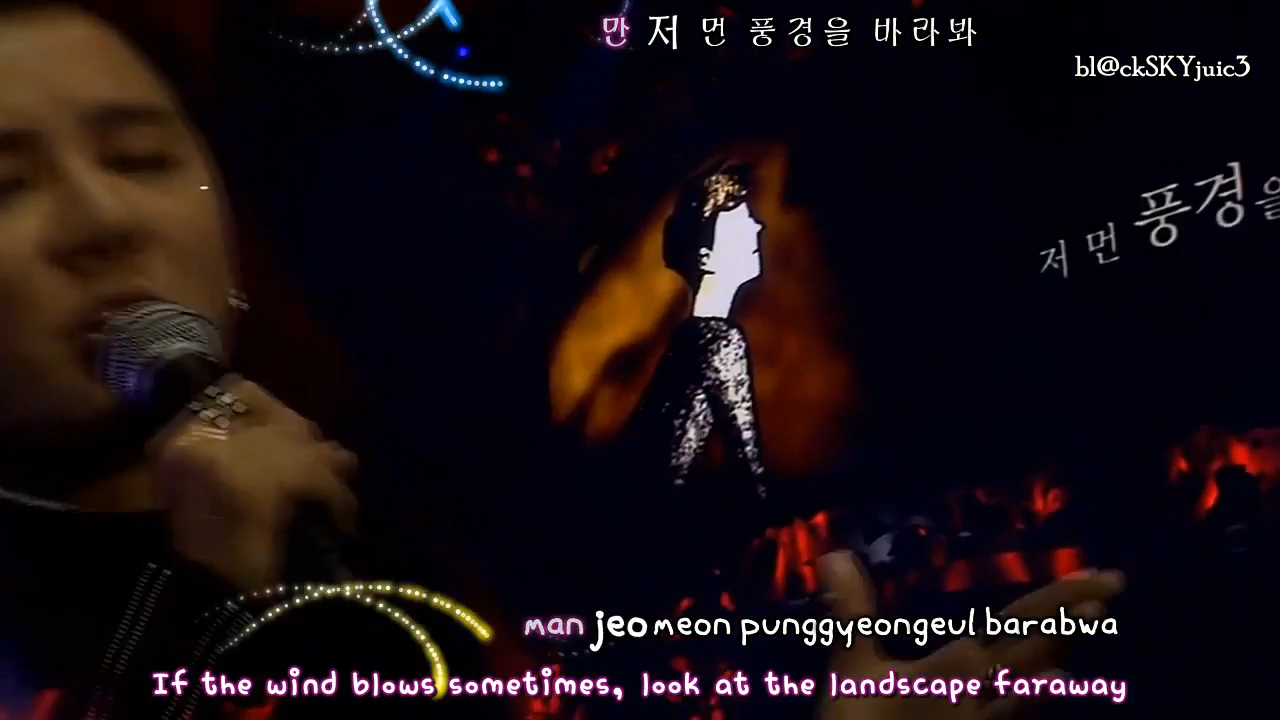 만 저 먼 풍경을 바라봐
bl@ckSKYjuic3
저 먼 풍경을
man jeo meon punggyeongeul barabwa
If the wind blows sometimes, look at the landscape faraway